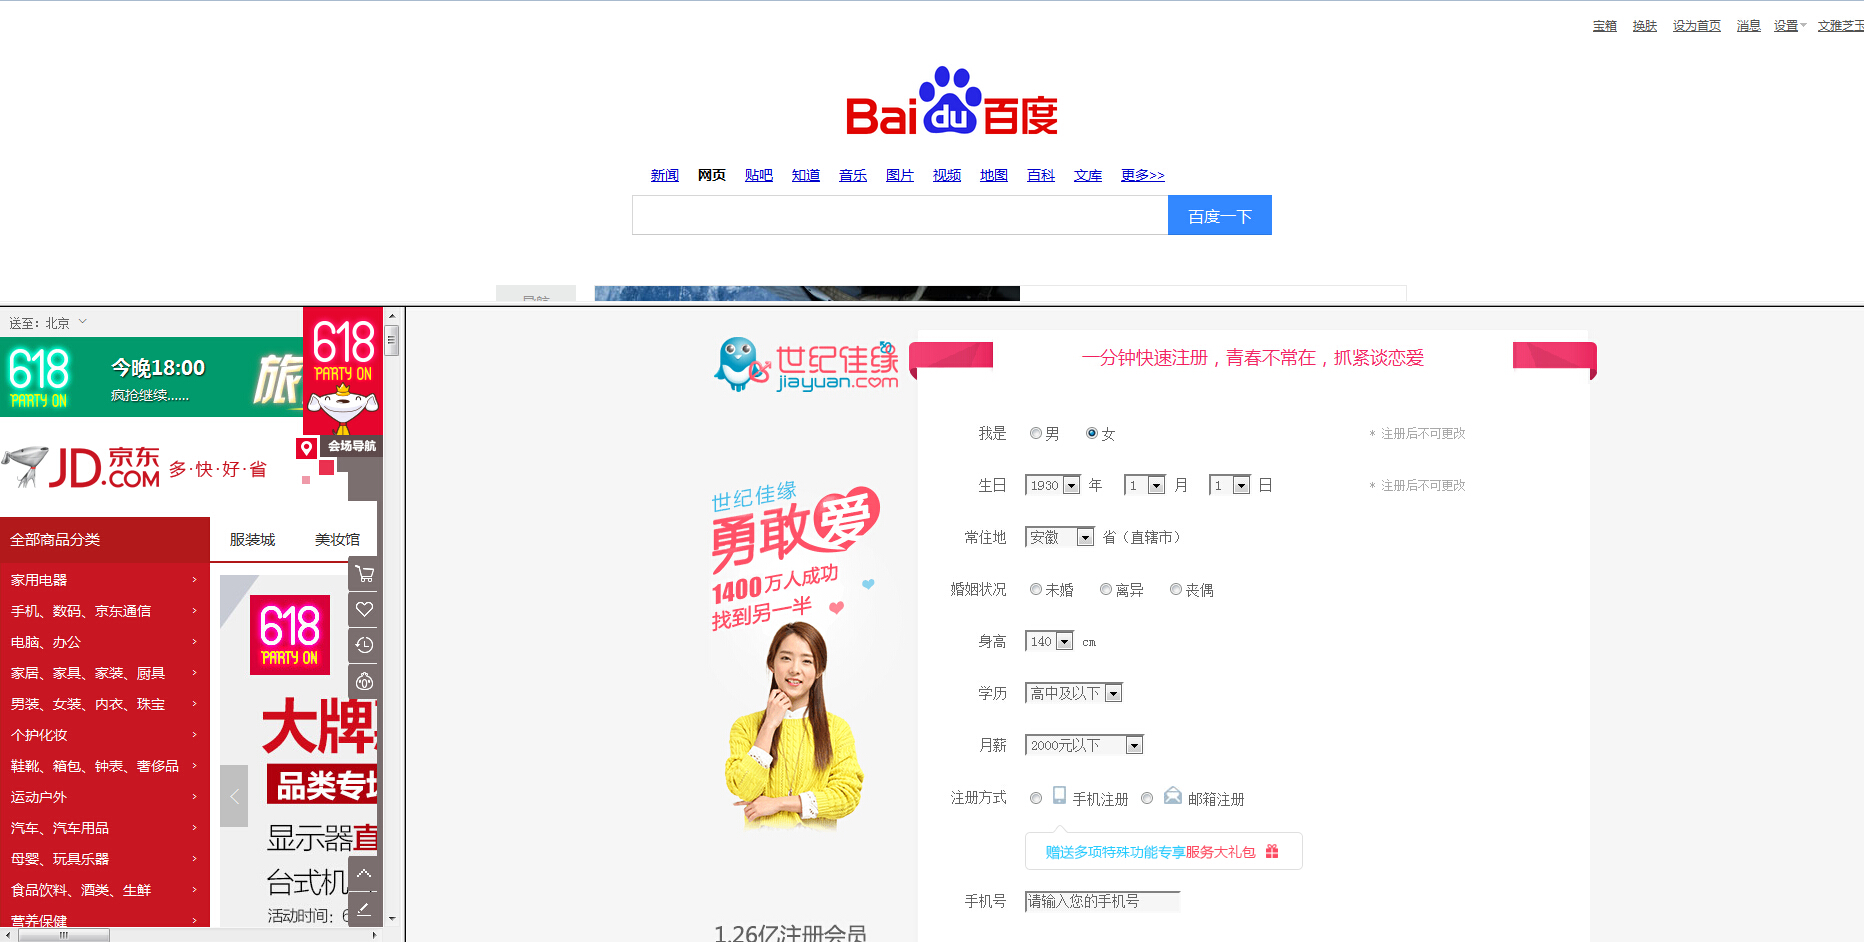 宝箱 换肤 设为首页 消息 设置 文雅芝玉
Bai du 百度
新闻 网页 贴吧 知道 音乐 图片 视频 地图 百科 文库 更多>>
百度一下
导航
送至：北京
618
PARTY ON
今晚18:00
疯抢继续......
旅
618
PARTY ON
会场导航
JD.COM 京东
多·快·好·省
全部商品分类 服装城 美妆馆
家用电器 >
手机、数码、京东通信 >
电脑、办公 >
家居、家具、家装、厨具 >
男装、女装、内衣、珠宝 >
个护化妆 >
鞋靴、箱包、钟表、奢侈品 >
运动户外 >
汽车、汽车用品 >
母婴、玩具乐器 >
食品饮料、酒类、生鲜 >
营养保健 >
618
PARTY ON
大牌
品类专场
显示器直
台式机
活动时间：6
世纪佳缘
jiayuan.com
世纪佳缘
勇敢爱
1400万人成功
找到另一半
1.26亿注册会员
一分钟快速注册，青春不常在，抓紧谈恋爱
我是 男 女 * 注册后不可更改
生日 1930 年 1 月 1 日 * 注册后不可更改
常住地 安徽 省（直辖市）
婚姻状况 未婚 离异 丧偶
身高 140 cm
学历 高中及以下
月薪 2000元以下
注册方式 手机注册 邮箱注册
赠送多项特殊功能专享服务大礼包
手机号 请输入您的手机号